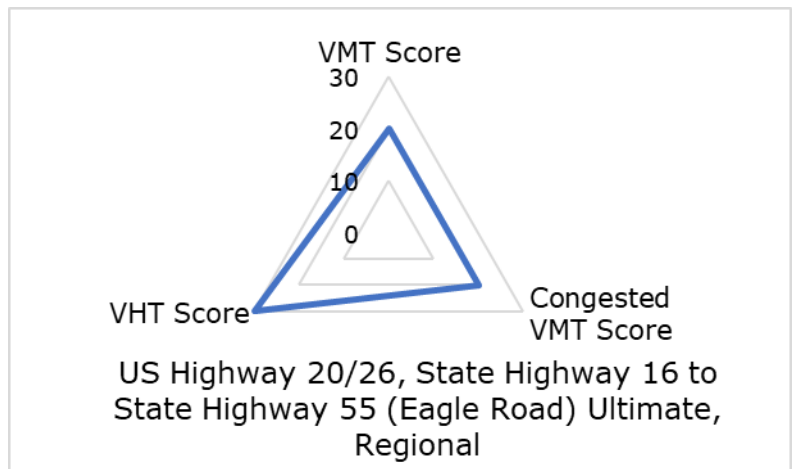 VMT Score
30
20
10
0
VHT Score
Congested
VMT Score
US Highway 20/26, State Highway 16 to
State Highway 55 (Eagle Road) Ultimate,
Regional